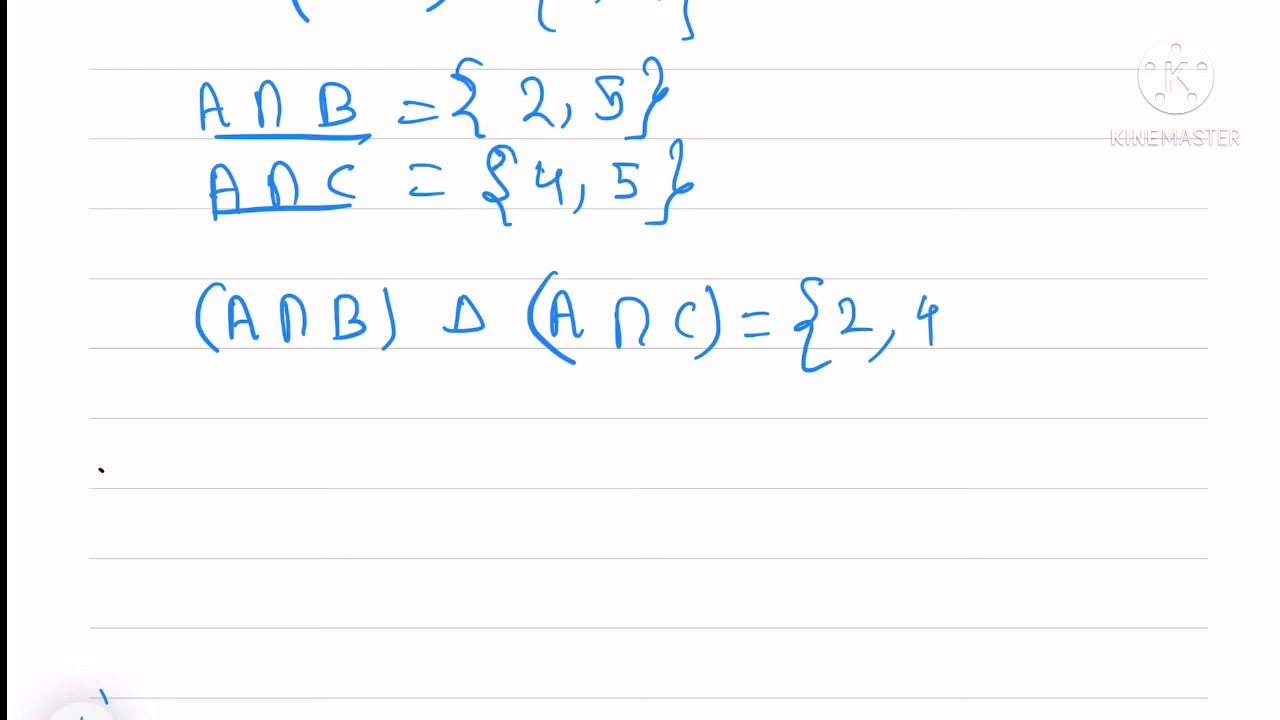 A ∩ B = { 2, 5 }
KINEMASTER
A ∩ C = { 4, 5 }
(A ∩ B) Δ (A ∩ C) = { 2, 4